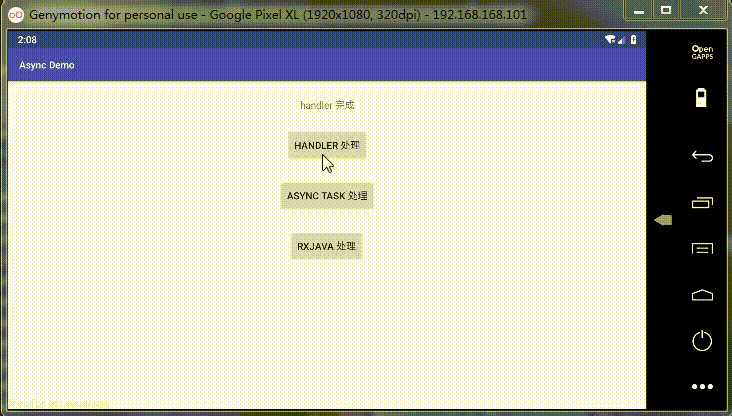 Genymotion for personal use - Google Pixel XL (1920x1080, 320dpi) - 192.168.168.101
2:08
Async Demo
Open
GAPPS
handler 完成
HANDLER 处理
ASYNC TASK 处理
RXJAVA 处理